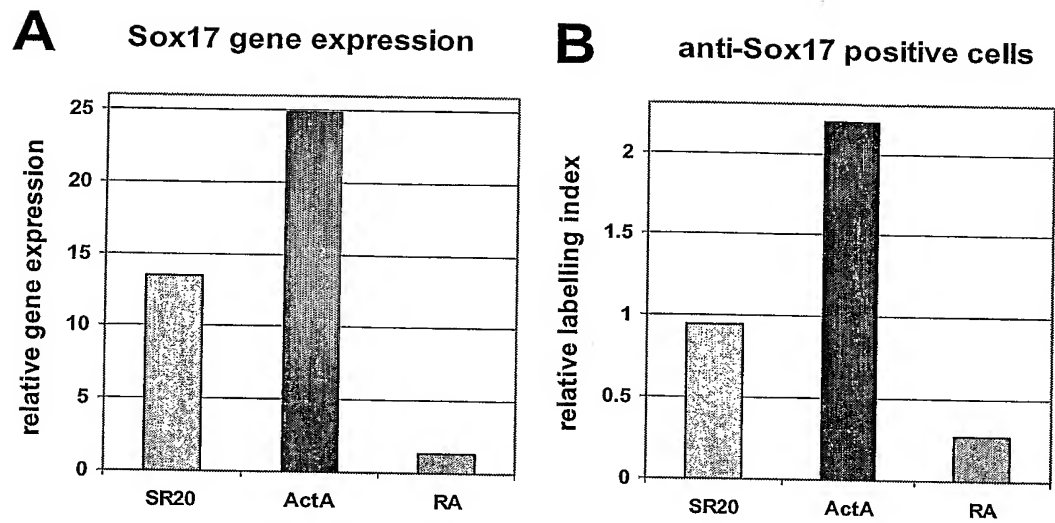 A
Sox17 gene expression
relative gene expression
25
20
15
10
5
0
SR20
ActA
RA
B
anti-Sox17 positive cells
relative labelling index
2
1.5
1
0.5
0
SR20
ActA
RA